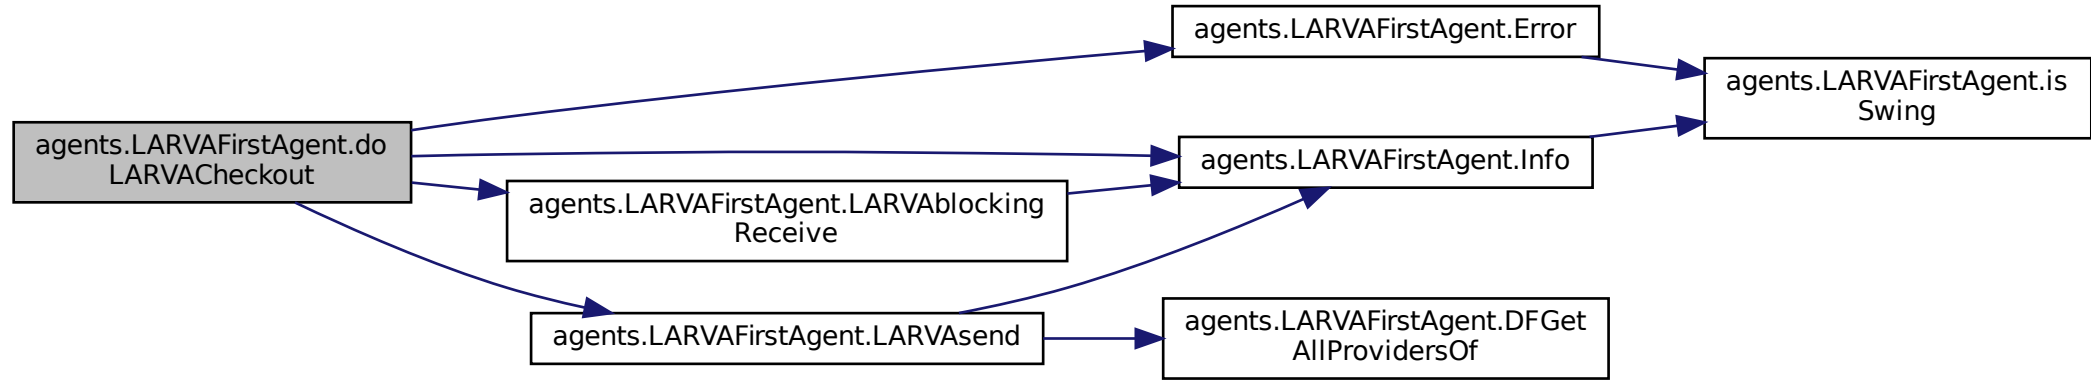 agents.LARVAFirstAgent.do
LARVACheckout
agents.LARVAFirstAgent.Error
agents.LARVAFirstAgent.is
Swing
agents.LARVAFirstAgent.Info
agents.LARVAFirstAgent.LARVAblocking
Receive
agents.LARVAFirstAgent.LARVAsend
agents.LARVAFirstAgent.DFGet
AllProvidersOf